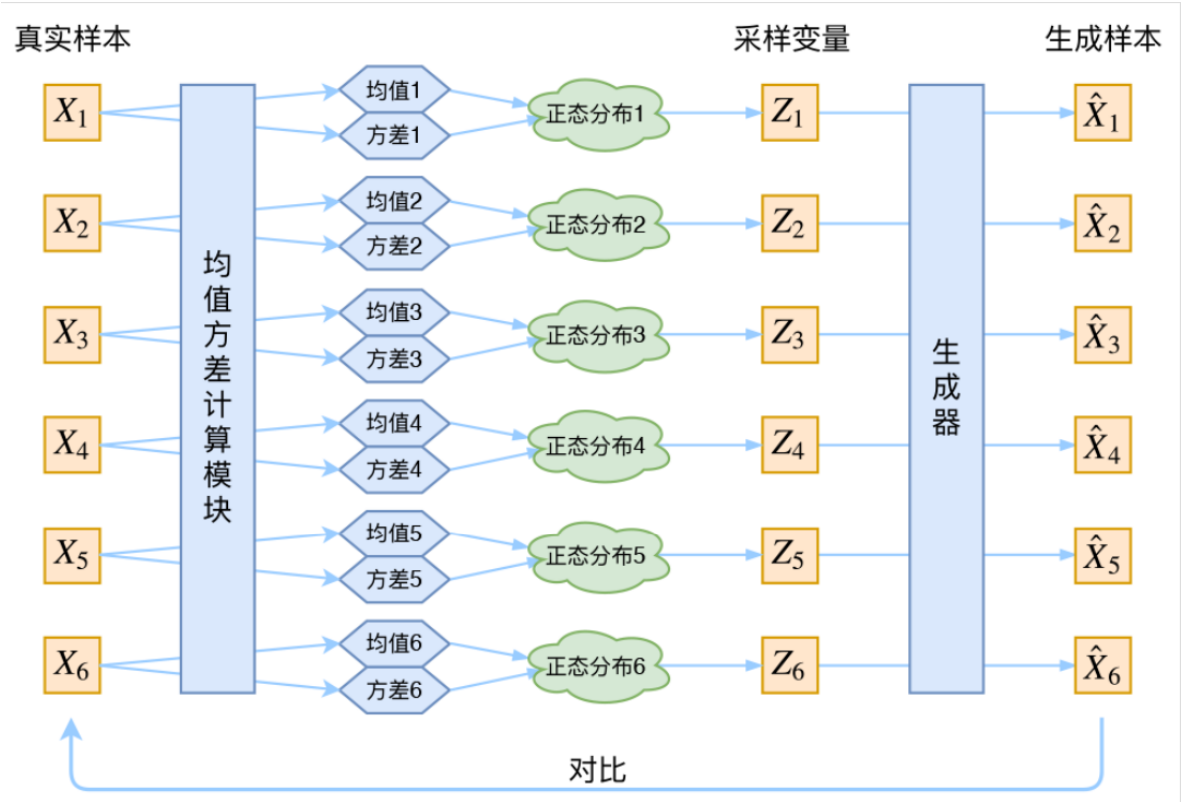 真实样本
采样变量
生成样本
X₁
均值1
方差1
正态分布1
Z₁
X̂₁
X₂
均值2
方差2
正态分布2
Z₂
X̂₂
均值方差计算模块
X₃
均值3
方差3
正态分布3
Z₃
生成器
X̂₃
X₄
均值4
方差4
正态分布4
Z₄
X̂₄
X₅
均值5
方差5
正态分布5
Z₅
X̂₅
X₆
均值6
方差6
正态分布6
Z₆
X̂₆
对比